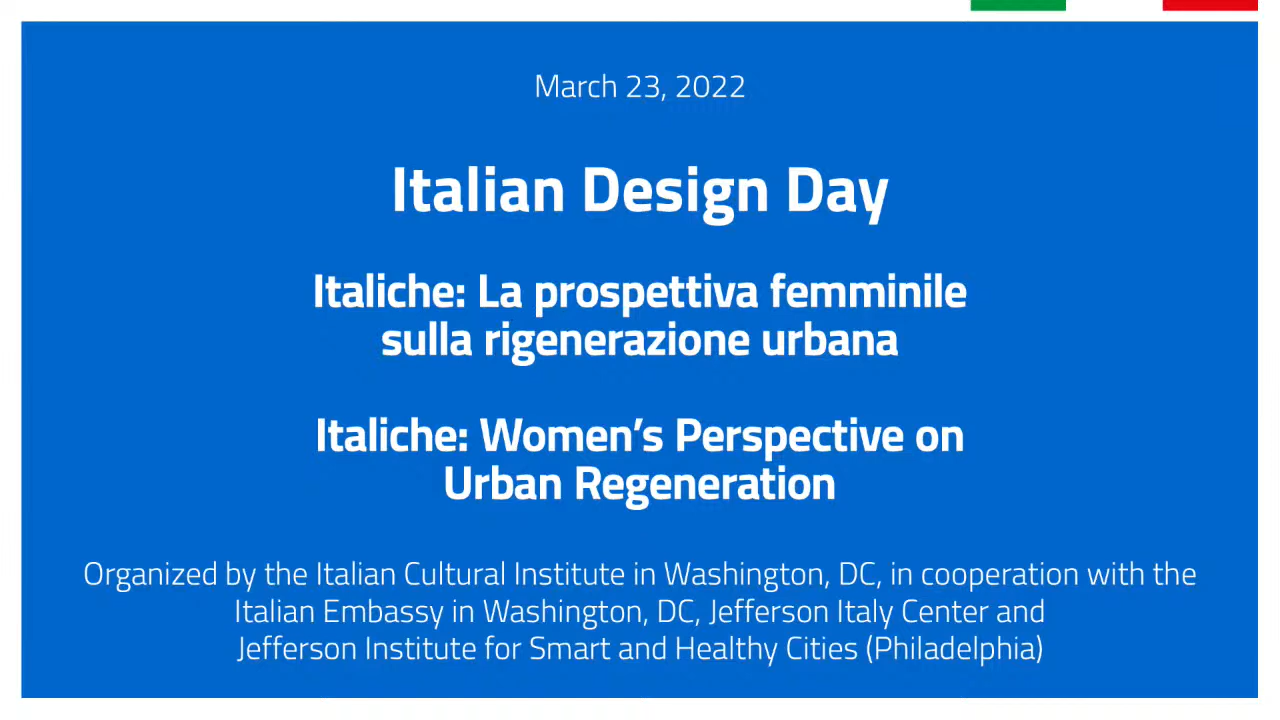 March 23, 2022
Italian Design Day
Italiche: La prospettiva femminile
sulla rigenerazione urbana
Italiche: Women’s Perspective on
Urban Regeneration
Organized by the Italian Cultural Institute in Washington, DC, in cooperation with the
Italian Embassy in Washington, DC, Jefferson Italy Center and
Jefferson Institute for Smart and Healthy Cities (Philadelphia)